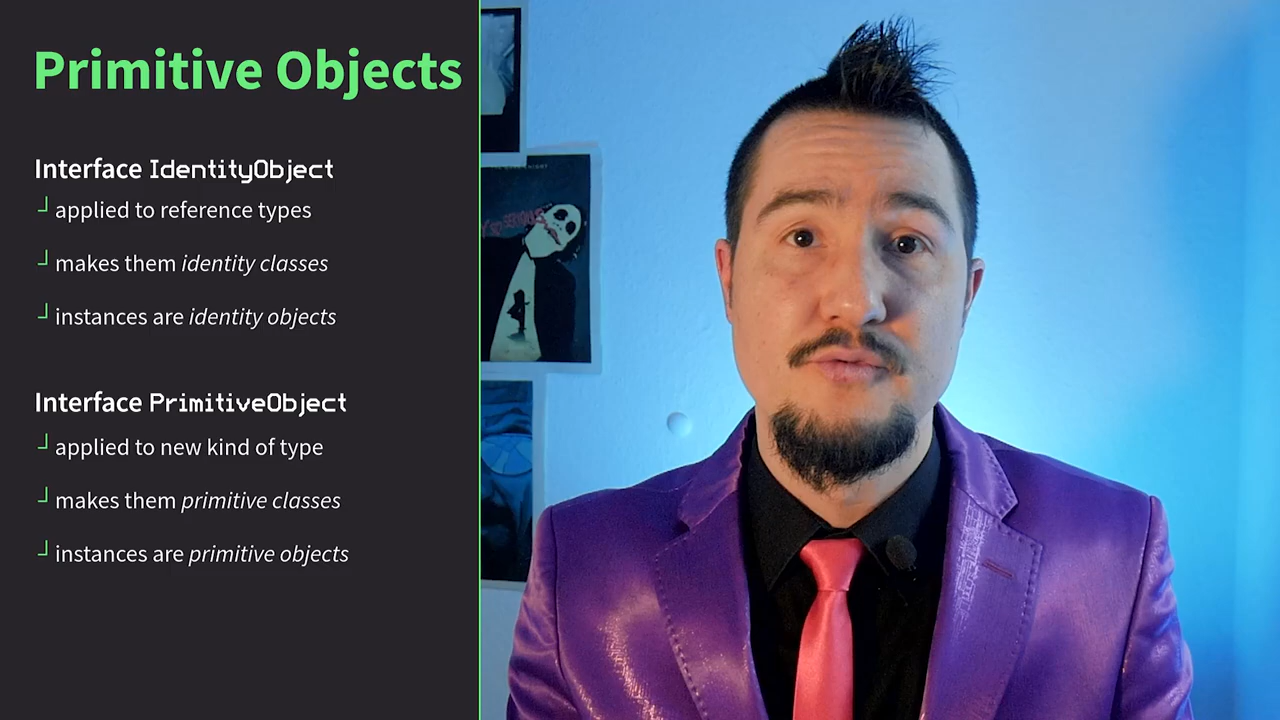 Primitive Objects
Interface IdentityObject
applied to reference types
makes them identity classes
instances are identity objects
Interface PrimitiveObject
applied to new kind of type
makes them primitive classes
instances are primitive objects